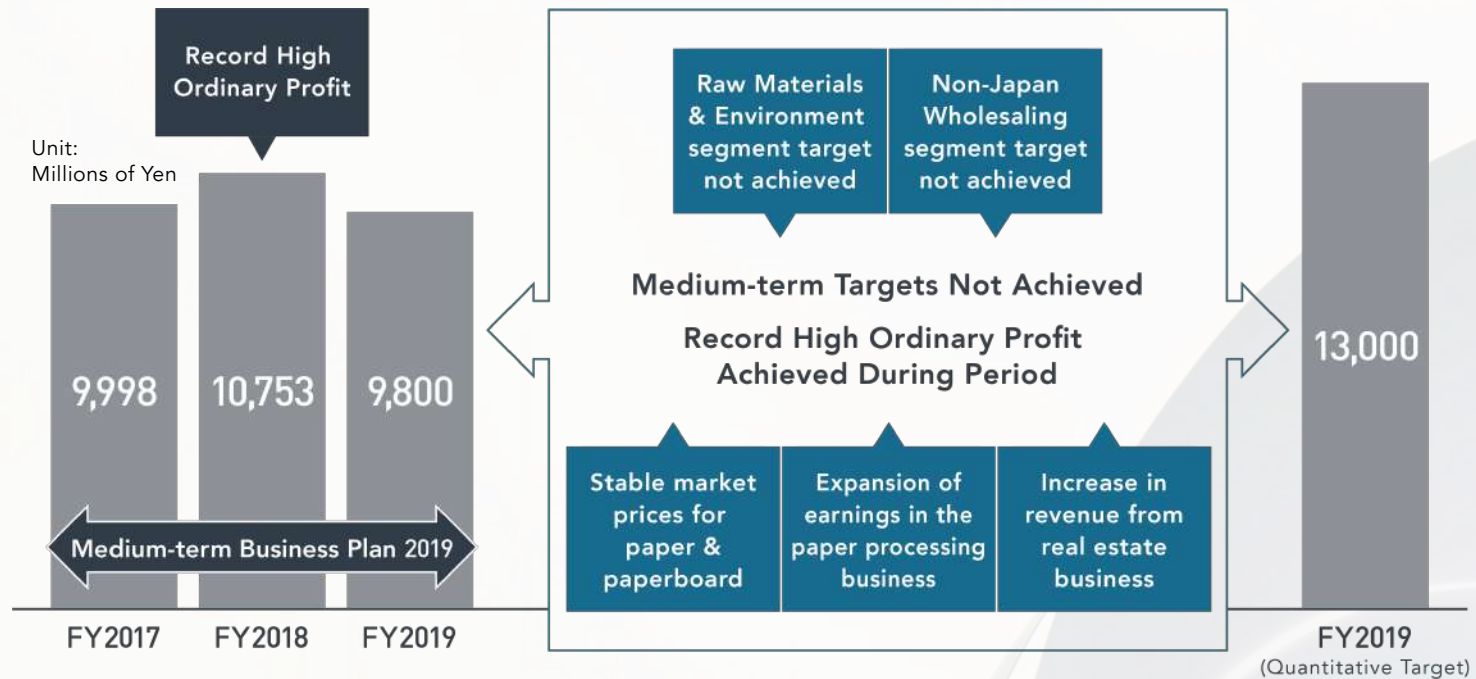 Record High
Ordinary Profit
Unit:
Millions of Yen
9,998
10,753
9,800
Medium-term Business Plan 2019
FY2017
FY2018
FY2019
Raw Materials
& Environment
segment target
not achieved
Non-Japan
Wholesaling
segment target
not achieved
Medium-term Targets Not Achieved
Record High Ordinary Profit
Achieved During Period
Stable market
prices for
paper &
paperboard
Expansion of
earnings in the
paper processing
business
Increase in
revenue from
real estate
business
13,000
FY2019
(Quantitative Target)